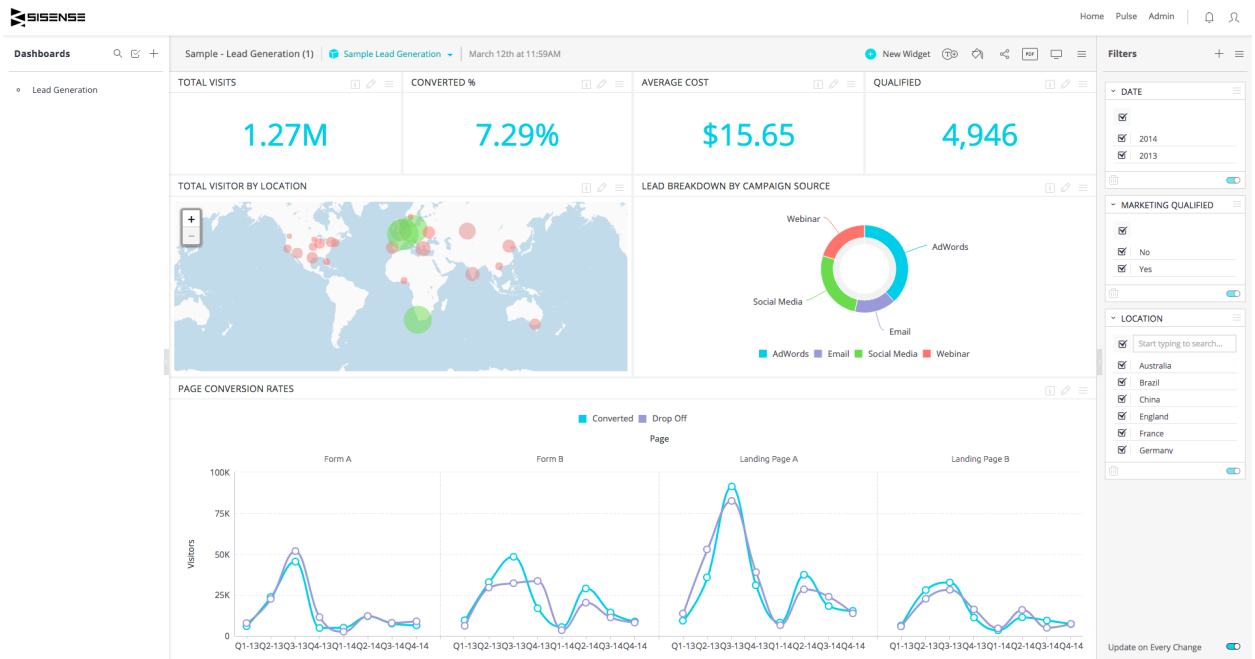 SISENSE
Home Pulse Admin
Dashboards
Lead Generation
Sample - Lead Generation (1) Sample Lead Generation March 12th at 11:59AM
New Widget T PDF
TOTAL VISITS
1.27M
CONVERTED %
7.29%
AVERAGE COST
$15.65
QUALIFIED
4,946
TOTAL VISITOR BY LOCATION
+
−
LEAD BREAKDOWN BY CAMPAIGN SOURCE
Webinar
AdWords
Social Media
Email
AdWords Email Social Media Webinar
PAGE CONVERSION RATES
Converted Drop Off
Page
Form A Form B Landing Page A Landing Page B
Visitors
100K
75K
50K
25K
0
Q1-13Q2-13Q3-13Q4-13Q1-14Q2-14Q3-14Q4-14 Q1-13Q2-13Q3-13Q4-13Q1-14Q2-14Q3-14Q4-14 Q1-13Q2-13Q3-13Q4-13Q1-14Q2-14Q3-14Q4-14 Q1-13Q2-13Q3-13Q4-13Q1-14Q2-14Q3-14Q4-14
Filters
DATE
2014
2013
MARKETING QUALIFIED
No
Yes
LOCATION
Start typing to search...
Australia
Brazil
China
England
France
Germany
Update on Every Change